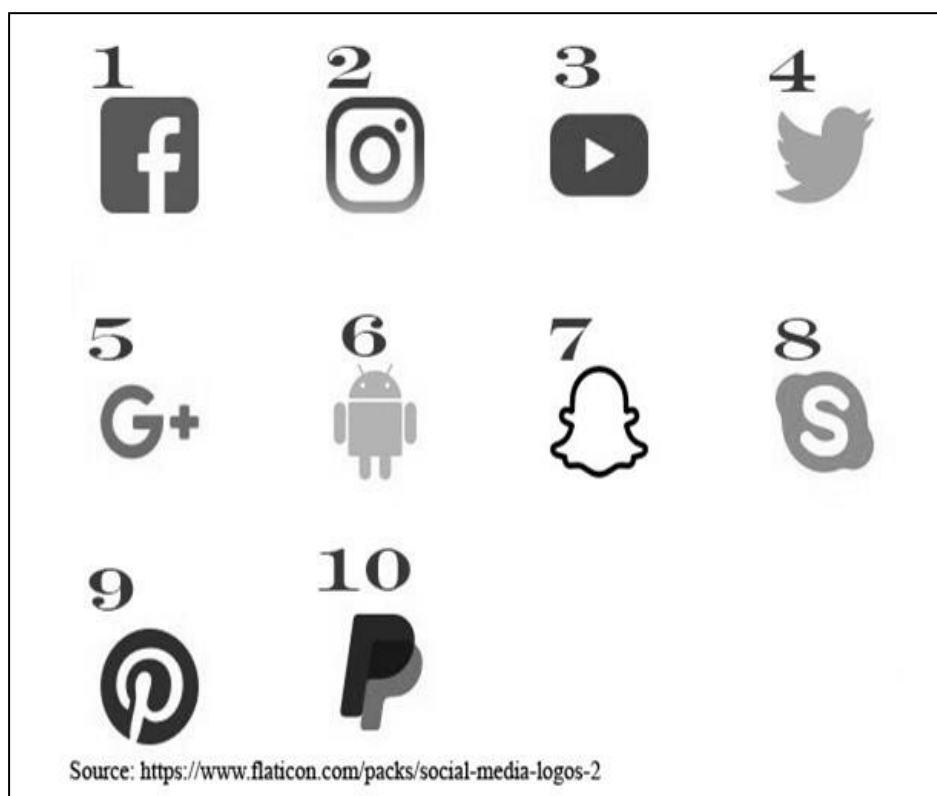 1 2 3 4
f
5 6 7 8
G+ S
9 10
P P
Source: https://www.flaticon.com/packs/social-media-logos-2